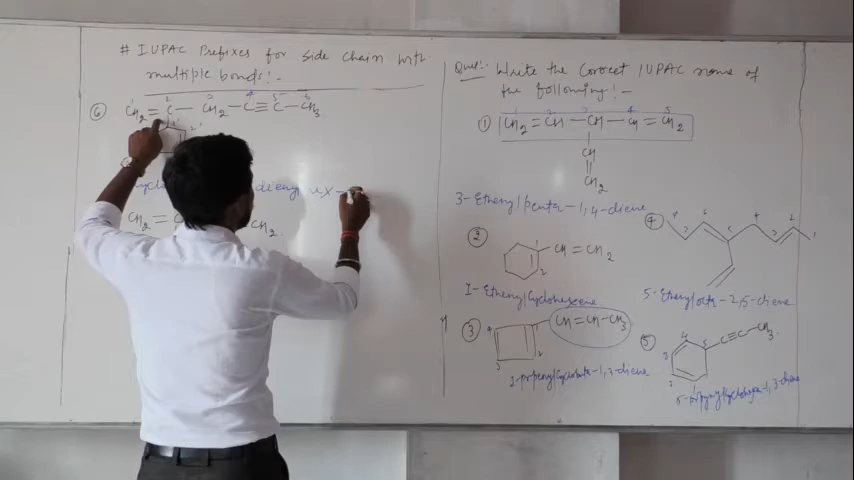 # IUPAC Prefixes for Side Chain with
multiple bonds:-
⑥ CH2 = C — CH2 — C ≡ C — CH3
dienyl
CH2 =
CH2
Ques:- Write the Correct IUPAC name of
the following:-
① CH2 = CH — CH — CH = CH2
CH
CH2
3-Ethenyl penta-1,4-diene
② CH = CH2
1-Ethenyl Cyclohexene
③ CH = CH — CH3
1-propenyl Cyclobuta-1,3-diene
④
5-Ethenyl octa-2,5-diene
⑤ C ≡ C — CH3
5-propynyl Cyclohexa-1,3-diene